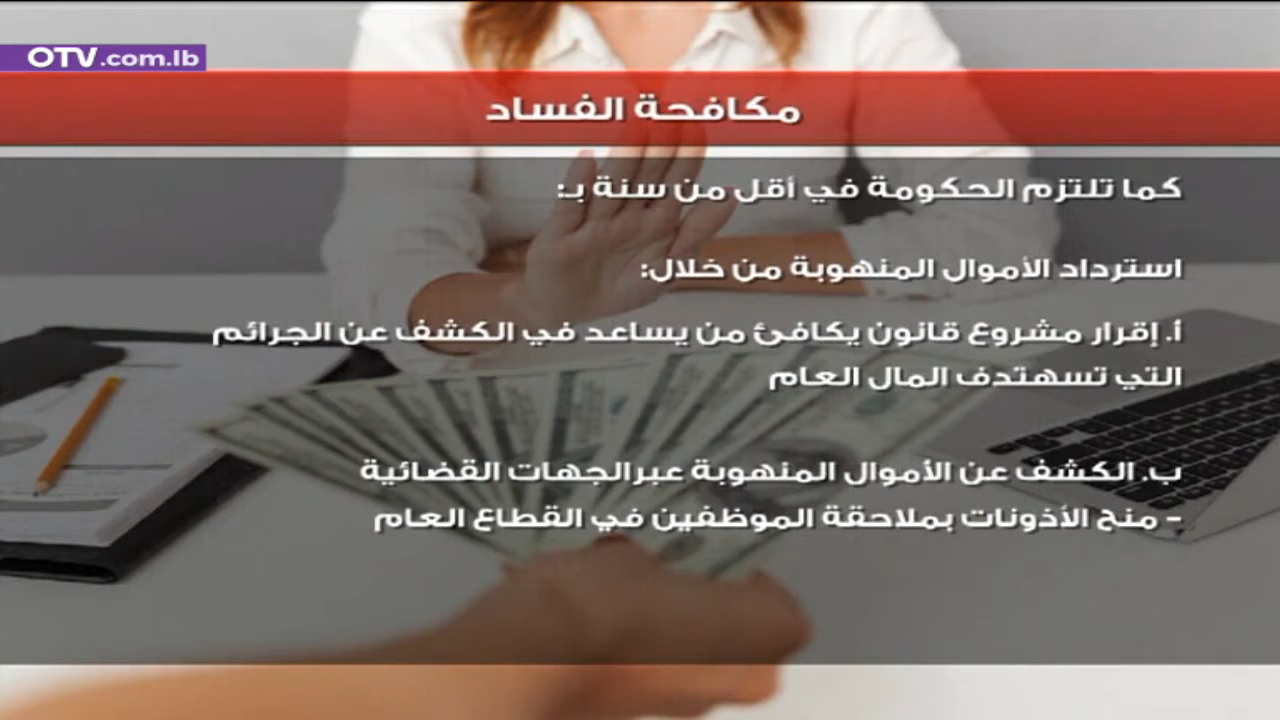 OTV.com.lb
مكافحة الفساد
كما تلتزم الحكومة في أقل من سنة بـ:
استرداد الأموال المنهوبة من خلال:
أ. إقرار مشروع قانون يكافئ من يساعد في الكشف عن الجرائم
التي تستهدف المال العام
ب. الكشف عن الأموال المنهوبة عبرالجهات القضائية
- منح الأذونات بملاحقة الموظفين في القطاع العام